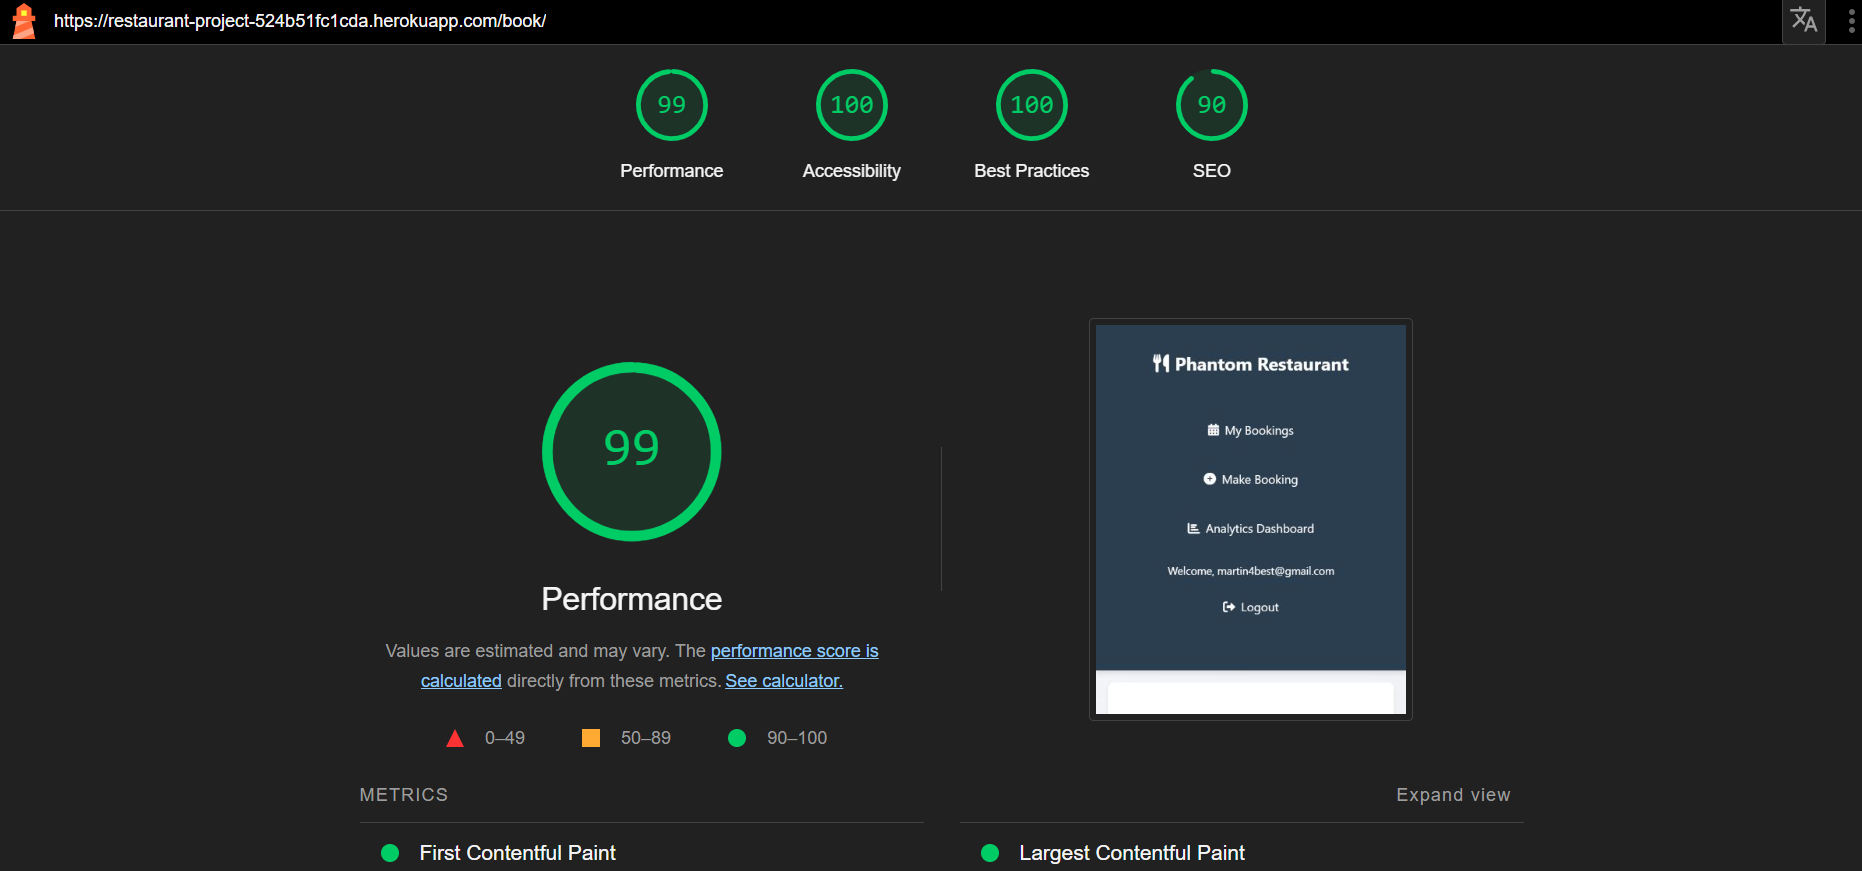 https://restaurant-project-524b51fc1cda.herokuapp.com/book/
99
100
100
90
Performance
Accessibility
Best Practices
SEO
99
Performance
Values are estimated and may vary. The performance score is
calculated directly from these metrics. See calculator.
0–49
50–89
90–100
Phantom Restaurant
My Bookings
Make Booking
Analytics Dashboard
Welcome, martin4best@gmail.com
Logout
METRICS
Expand view
First Contentful Paint
Largest Contentful Paint